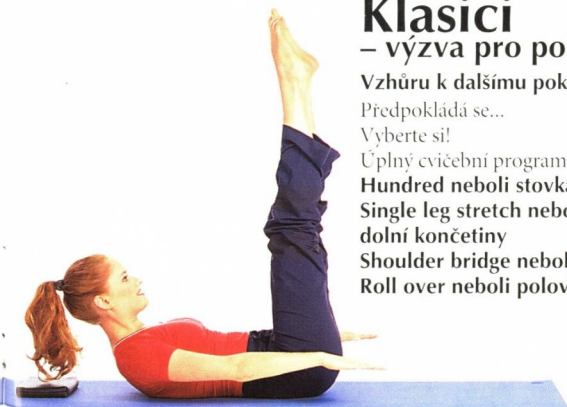 Klasici
– výzva pro po
Vzhůru k dalšímu pok
Předpokládá se...
Vyberte si!
Úplný cvičební program
Hundred neboli stovka
Single leg stretch nebo
dolní končetiny
Shoulder bridge nebol
Roll over neboli polov